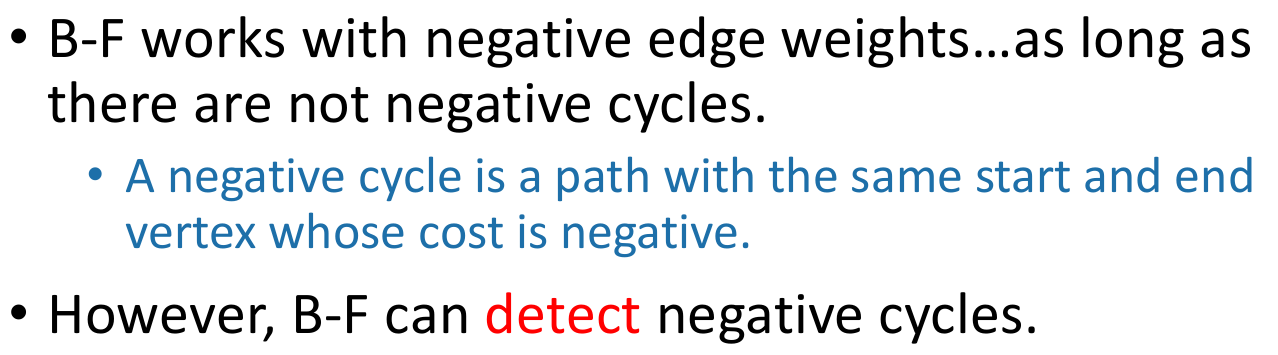 • B-F works with negative edge weights...as long as
there are not negative cycles.
• A negative cycle is a path with the same start and end
vertex whose cost is negative.
• However, B-F can detect negative cycles.